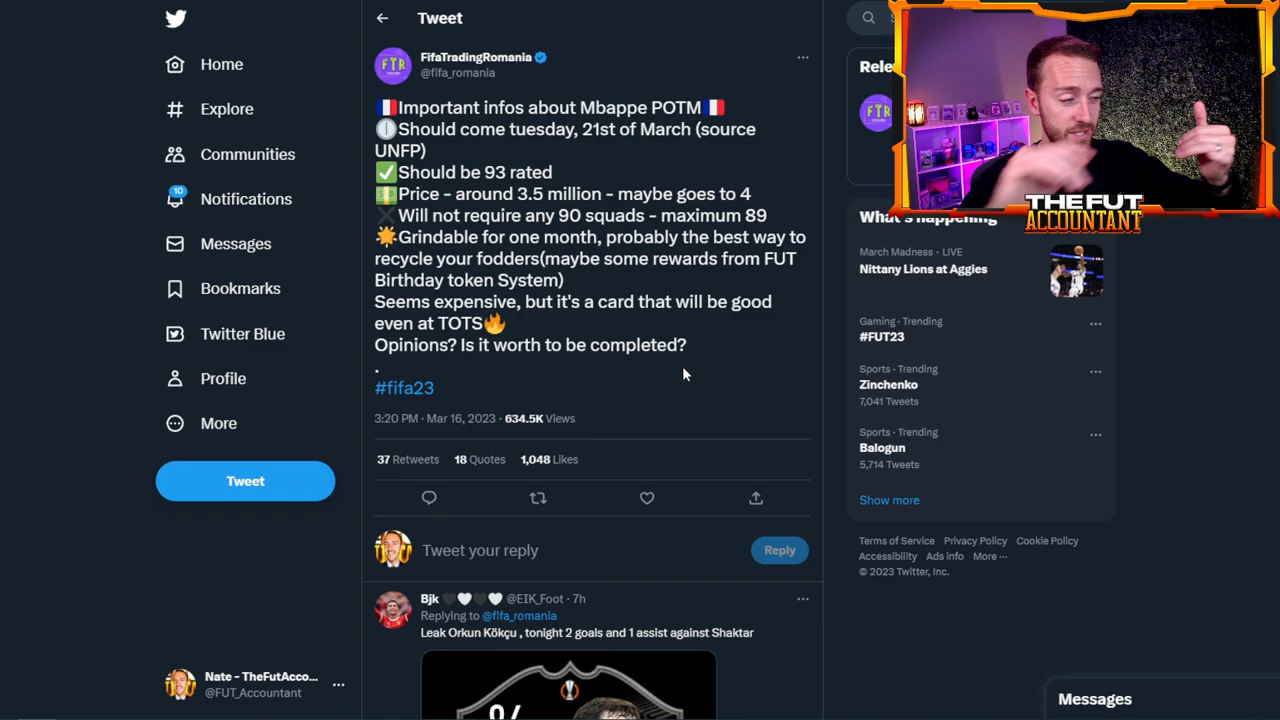 Tweet
Home
Explore
Communities
10
Notifications
Messages
Bookmarks
Twitter Blue
Profile
More
Tweet
Nate - TheFutAcco...
@FUT_Accountant
FTR
FifaTradingRomania
@fifa_romania
🇫🇷Important infos about Mbappe POTM🇫🇷
Should come tuesday, 21st of March (source
UNFP)
✅Should be 93 rated
💵Price - around 3.5 million - maybe goes to 4
✖Will not require any 90 squads - maximum 89
Grindable for one month, probably the best way to
recycle your fodders(maybe some rewards from FUT
Birthday token System)
Seems expensive, but it's a card that will be good
even at TOTS🔥
Opinions? Is it worth to be completed?
.
#fifa23
3:20 PM · Mar 16, 2023 · 634.5K Views
37 Retweets 18 Quotes 1,048 Likes
Tweet your reply
Reply
Bjk 🖤🤍🖤🤍 @EIK_Foot · 7h
Replying to @fifa_romania
Leak Orkun Kökçu , tonight 2 goals and 1 assist against Shaktar
THE FUT
ACCOUNTANT
March Madness · LIVE
Nittany Lions at Aggies
Gaming · Trending
#FUT23
Sports · Trending
Zinchenko
7,041 Tweets
Sports · Trending
Balogun
5,714 Tweets
Show more
Terms of Service Privacy Policy Cookie Policy
Accessibility Ads info More ···
© 2023 Twitter, Inc.
Messages